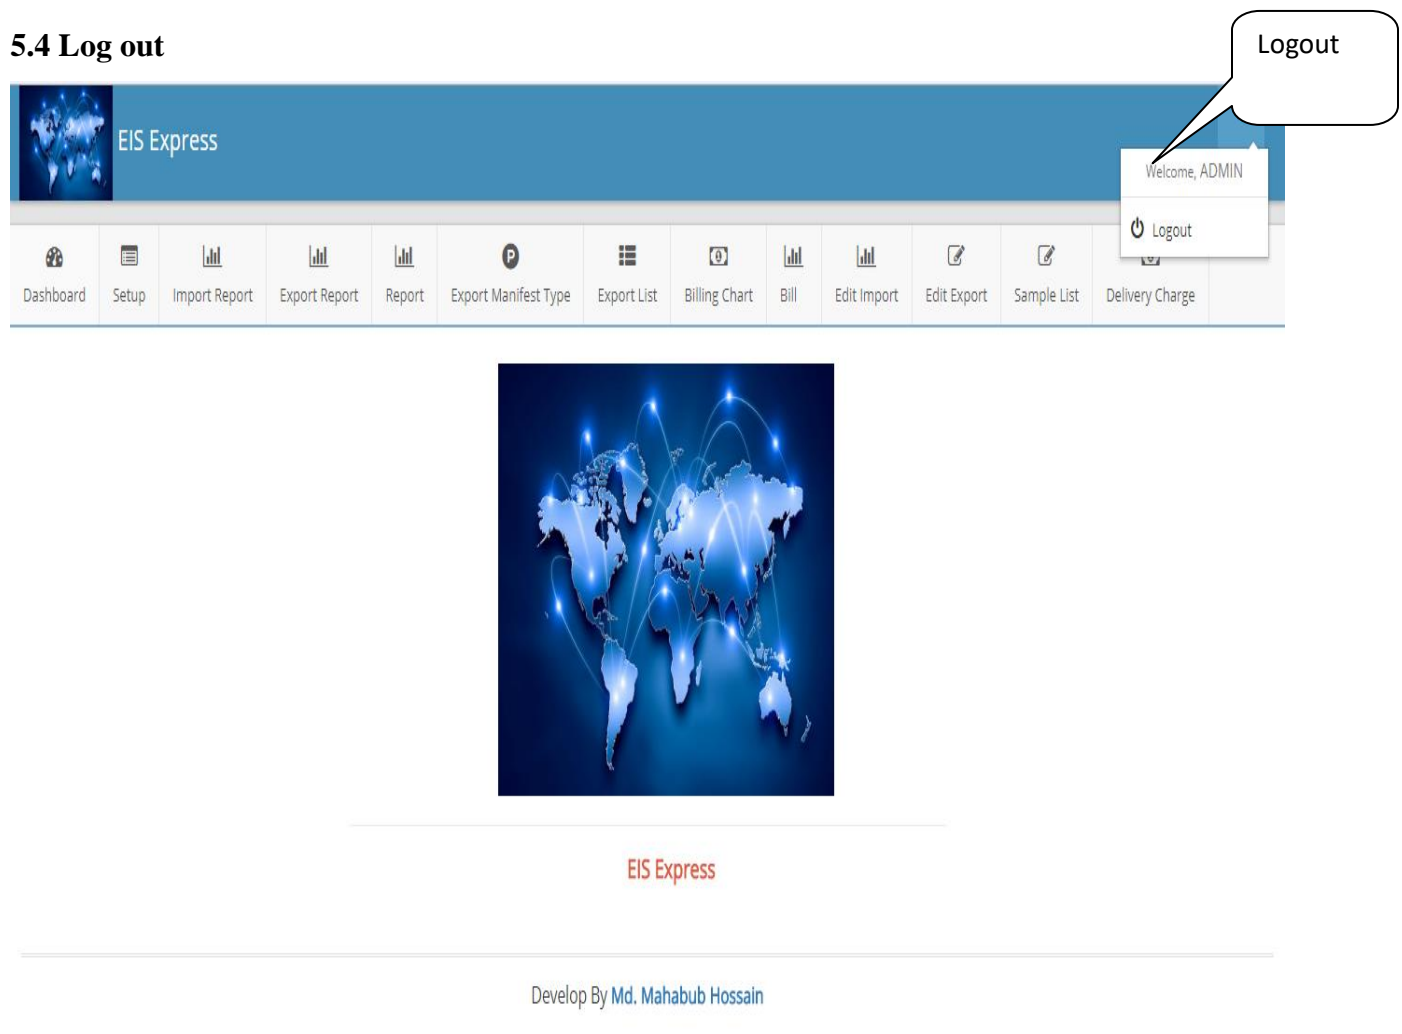 5.4 Log out
Logout
EIS Express
Welcome, ADMIN
Logout
Dashboard
Setup
Import Report
Export Report
Report
Export Manifest Type
Export List
Billing Chart
Bill
Edit Import
Edit Export
Sample List
Delivery Charge
EIS Express
Develop By Md. Mahabub Hossain